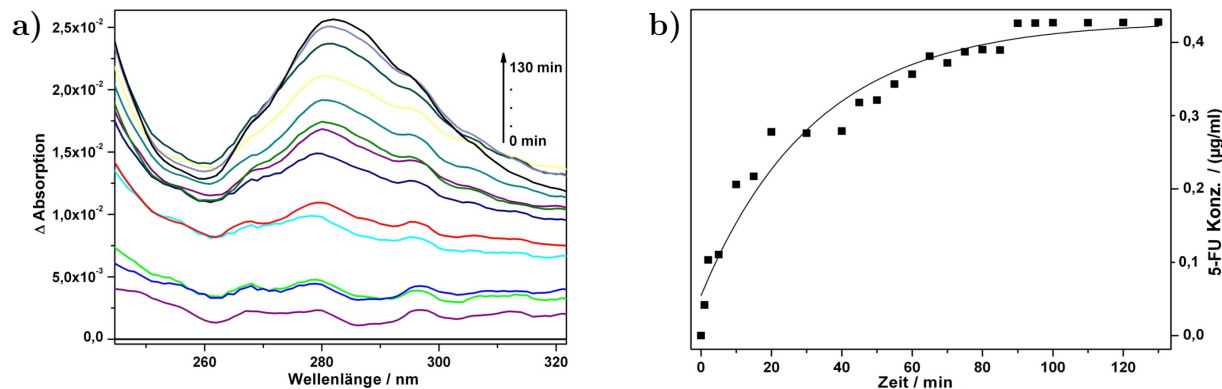 a)
Δ Absorption
2,5x10⁻²
2,0x10⁻²
1,5x10⁻²
1,0x10⁻²
5,0x10⁻³
0,0
130 min
.
.
.
0 min
260
280
300
320
Wellenlänge / nm
b)
0,4
0,3
0,2
0,1
0,0
5-FU Konz. / (µg/ml)
0
20
40
60
80
100
120
Zeit / min